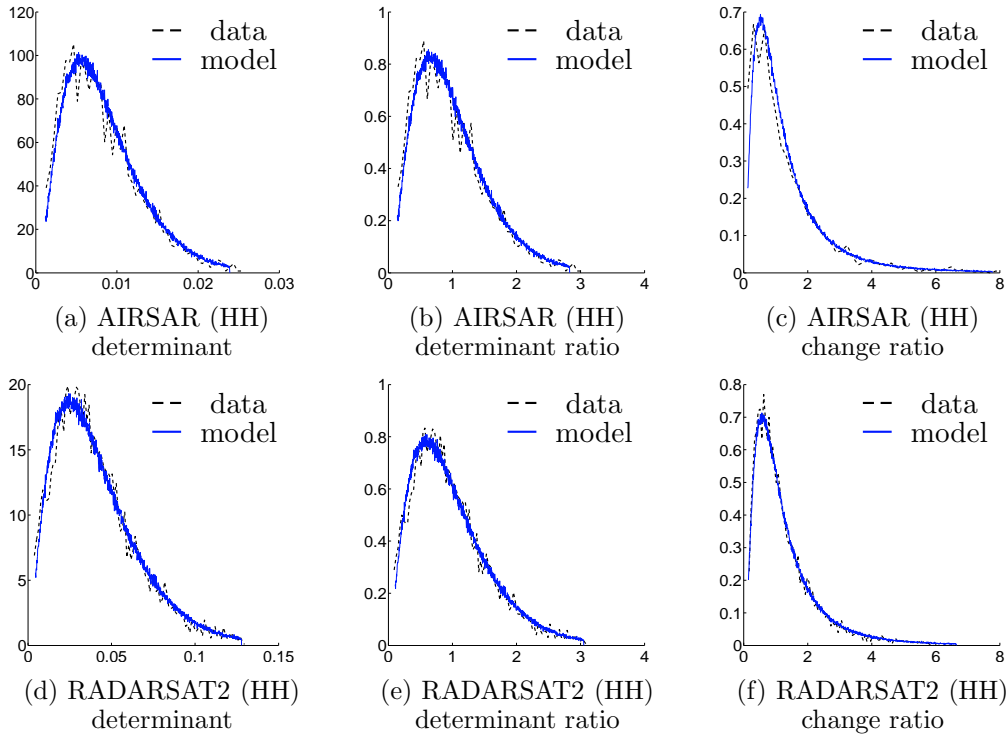 data
model
120
100
80
60
40
20
0
0 0.01 0.02 0.03
(a) AIRSAR (HH)
determinant
data
model
1
0.8
0.6
0.4
0.2
0
0 1 2 3 4
(b) AIRSAR (HH)
determinant ratio
data
model
0.7
0.6
0.5
0.4
0.3
0.2
0.1
0
0 2 4 6 8
(c) AIRSAR (HH)
change ratio
data
model
20
15
10
5
0
0 0.05 0.1 0.15
(d) RADARSAT2 (HH)
determinant
data
model
1
0.8
0.6
0.4
0.2
0
0 1 2 3 4
(e) RADARSAT2 (HH)
determinant ratio
data
model
0.8
0.7
0.6
0.5
0.4
0.3
0.2
0.1
0
0 2 4 6 8
(f) RADARSAT2 (HH)
change ratio